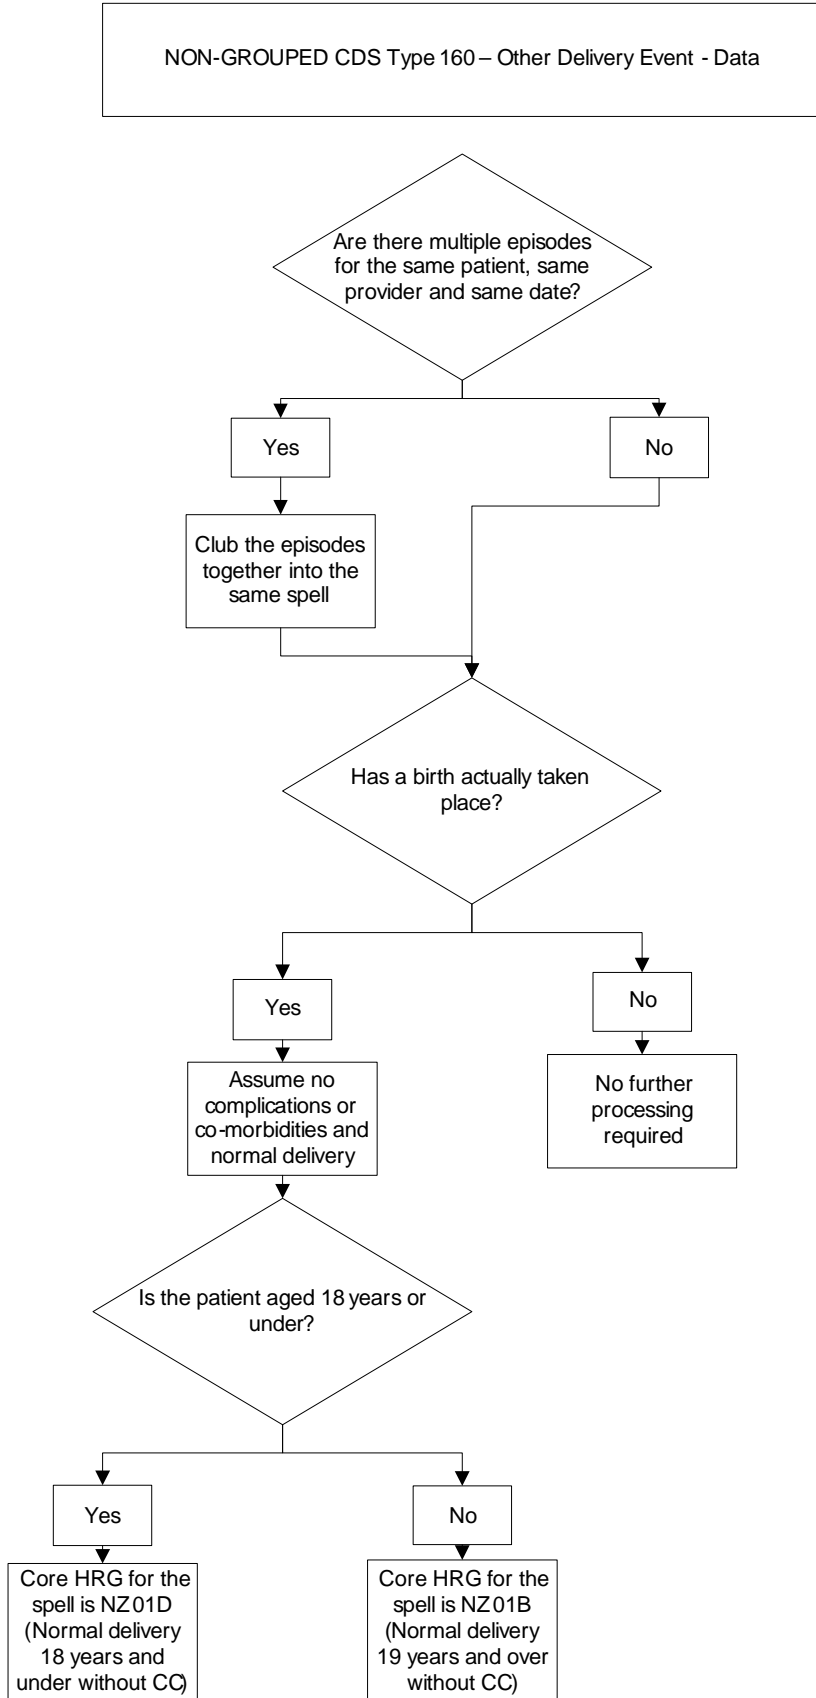 NON-GROUPED CDS Type 160 – Other Delivery Event - Data
Are there multiple episodes
for the same patient, same
provider and same date?
Yes
No
Club the episodes
together into the
same spell
Has a birth actually taken
place?
Yes
No
Assume no
complications or
co-morbidities and
normal delivery
No further
processing
required
Is the patient aged 18 years or
under?
Yes
No
Core HRG for the
spell is NZ01D
(Normal delivery
18 years and
under without CC)
Core HRG for the
spell is NZ01B
(Normal delivery
19 years and over
without CC)